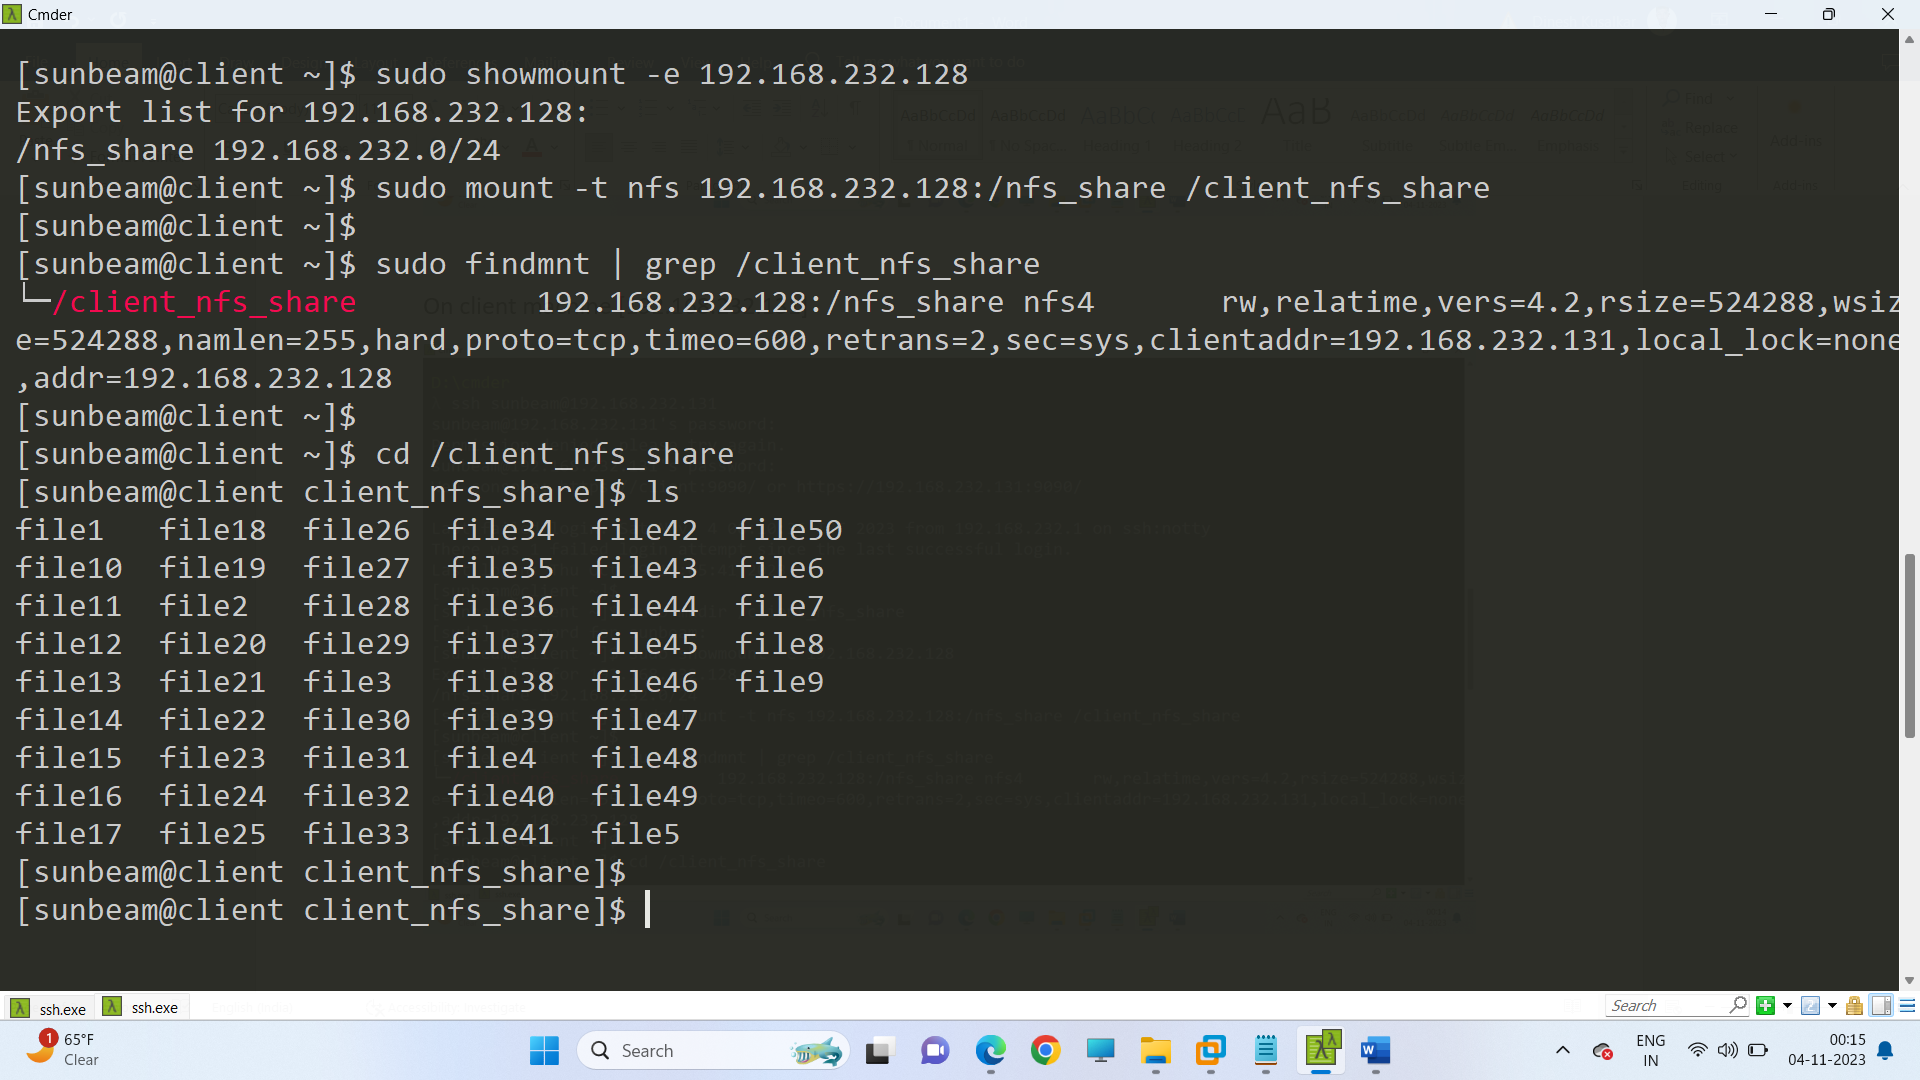 Cmder
[sunbeam@client ~]$ sudo showmount -e 192.168.232.128
Export list for 192.168.232.128:
/nfs_share 192.168.232.0/24
[sunbeam@client ~]$ sudo mount -t nfs 192.168.232.128:/nfs_share /client_nfs_share
[sunbeam@client ~]$
[sunbeam@client ~]$ sudo findmnt | grep /client_nfs_share
└─/client_nfs_share          192.168.232.128:/nfs_share nfs4       rw,relatime,vers=4.2,rsize=524288,wsiz
e=524288,namlen=255,hard,proto=tcp,timeo=600,retrans=2,sec=sys,clientaddr=192.168.232.131,local_lock=none
,addr=192.168.232.128
[sunbeam@client ~]$
[sunbeam@client ~]$ cd /client_nfs_share
[sunbeam@client client_nfs_share]$ ls
file1   file18  file26  file34  file42  file50
file10  file19  file27  file35  file43  file6
file11  file2   file28  file36  file44  file7
file12  file20  file29  file37  file45  file8
file13  file21  file3   file38  file46  file9
file14  file22  file30  file39  file47
file15  file23  file31  file4   file48
file16  file24  file32  file40  file49
file17  file25  file33  file41  file5
[sunbeam@client client_nfs_share]$
[sunbeam@client client_nfs_share]$
ssh.exe ssh.exe Search
1 65°F Search ENG 00:15
Clear IN 04-11-2023